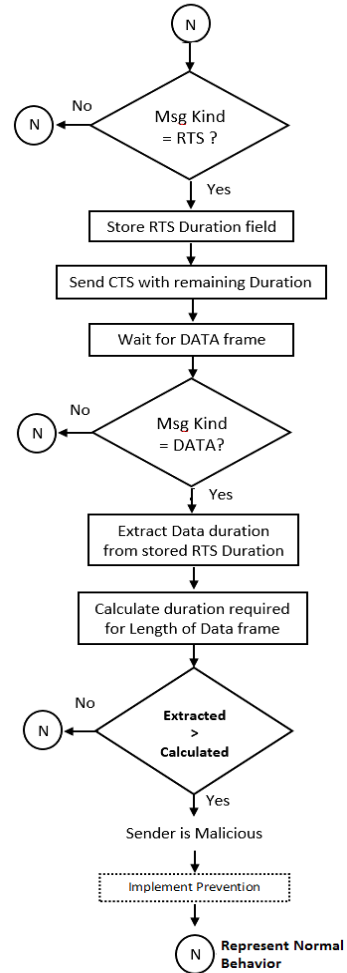 N
Msg Kind
= RTS ?
No
N
Yes
Store RTS Duration field
Send CTS with remaining Duration
Wait for DATA frame
Msg Kind
= DATA?
No
N
Yes
Extract Data duration
from stored RTS Duration
Calculate duration required
for Length of Data frame
Extracted
>
Calculated
No
N
Yes
Sender is Malicious
Implement Prevention
N
Represent Normal
Behavior